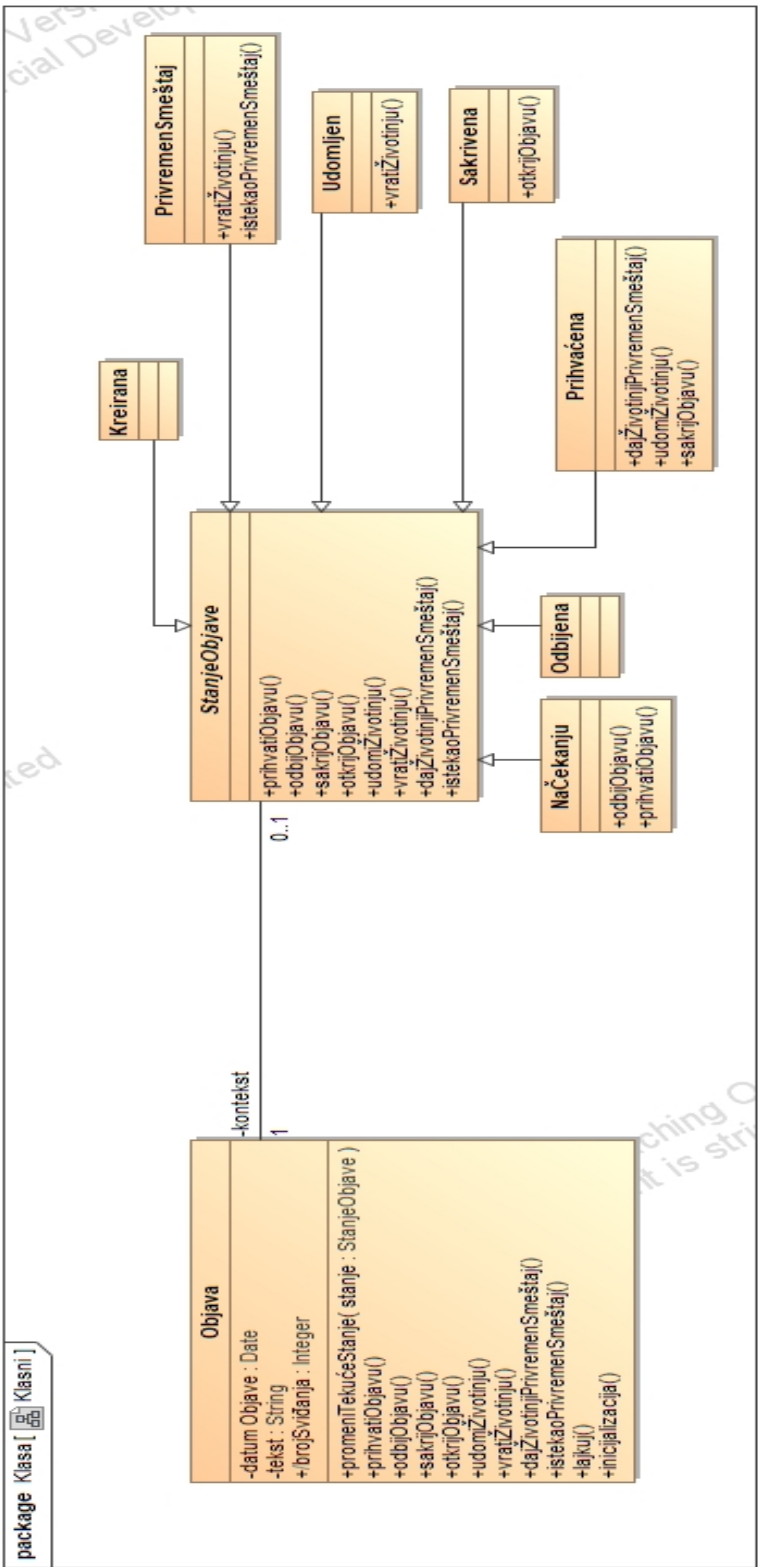 package Klasa[ Klasni ]
Objava
-datum Objave : Date
-tekst : String
+/brojSviđanja : Integer
+promeniTekućeStanje( stanje : StanjeObjave )
+prihvatiObjavu()
+odbijObjavu()
+sakrijObjavu()
+otkrijObjavu()
+udomiŽivotinju()
+vratiŽivotinju()
+dajŽivotinjiPrivremenSmeštaj()
+istekaoPrivremenSmeštaj()
+lajkuj()
+inicijalizacija()
-kontekst
1
0..1
StanjeObjave
+prihvatiObjavu()
+odbijObjavu()
+sakrijObjavu()
+otkrijObjavu()
+udomiŽivotinju()
+vratiŽivotinju()
+dajŽivotinjiPrivremenSmeštaj()
+istekaoPrivremenSmeštaj()
Kreirana
PrivremenSmeštaj
+vratiŽivotinju()
+istekaoPrivremenSmeštaj()
Udomljen
+vratiŽivotinju()
Sakrivena
+otkrijObjavu()
NaČekanju
+odbijObjavu()
+prihvatiObjavu()
Odbijena
Prihvaćena
+dajŽivotinjiPrivremenSmeštaj()
+udomiŽivotinju()
+sakrijObjavu()